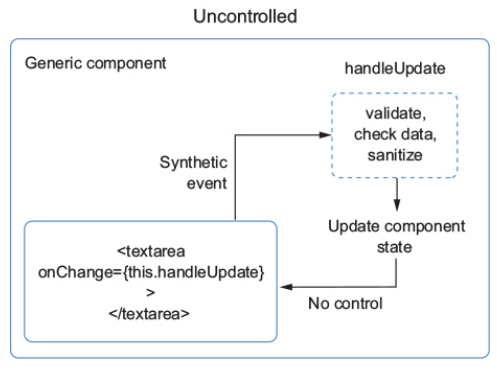 Uncontrolled
Generic component
handleUpdate
validate,
check data,
sanitize
Synthetic
event
Update component
state
<textarea
onChange={this.handleUpdate}
>
</textarea>
No control